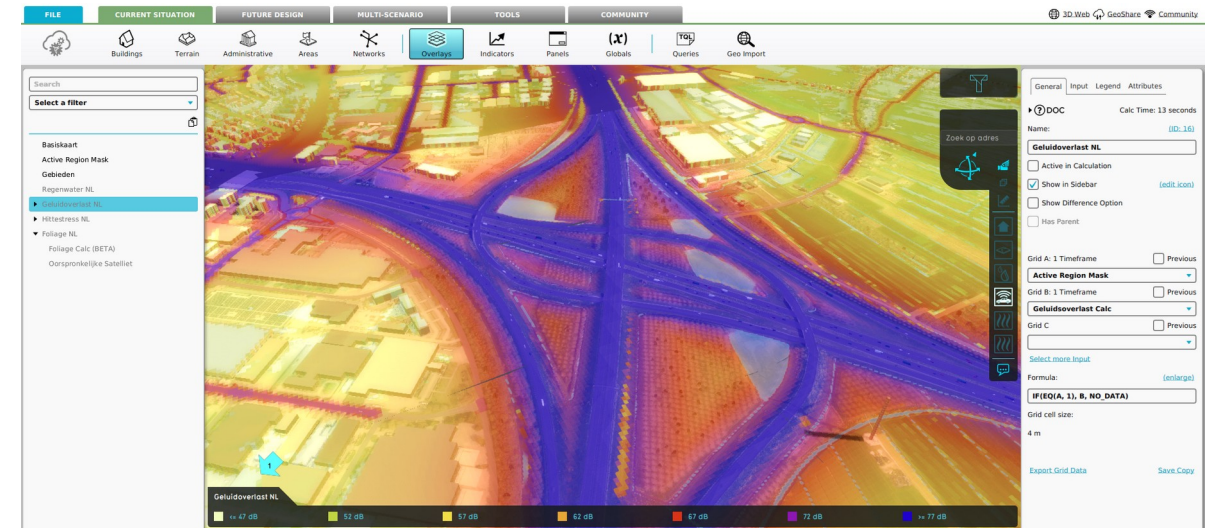 FILE
CURRENT SITUATION
FUTURE DESIGN
MULTI-SCENARIO
TOOLS
COMMUNITY
3D Web GeoShare Community
Buildings
Terrain
Administrative
Areas
Networks
Overlays
Indicators
Panels
(x)
Globals
TQL
Queries
Geo Import
Search
Select a filter
Basiskaart
Active Region Mask
Gebieden
Regenwater NL
Geluidoverlast NL
Hittestress NL
Foliage NL
Foliage Calc (BETA)
Oorspronkelijke Satelliet
Zoek op adres
1
Geluidoverlast NL
<= 47 dB
52 dB
57 dB
62 dB
67 dB
72 dB
>= 77 dB
General Input Legend Attributes
? DOC Calc Time: 13 seconds
Name: (ID: 16)
Geluidoverlast NL
Active in Calculation
Show in Sidebar (edit icon)
Show Difference Option
Has Parent
Grid A: 1 Timeframe Previous
Active Region Mask
Grid B: 1 Timeframe Previous
Geluidsoverlast Calc
Grid C Previous
Select more Input
Formula: (enlarge)
IF(EQ(A, 1), B, NO_DATA)
Grid cell size:
4 m
Export Grid Data Save Copy